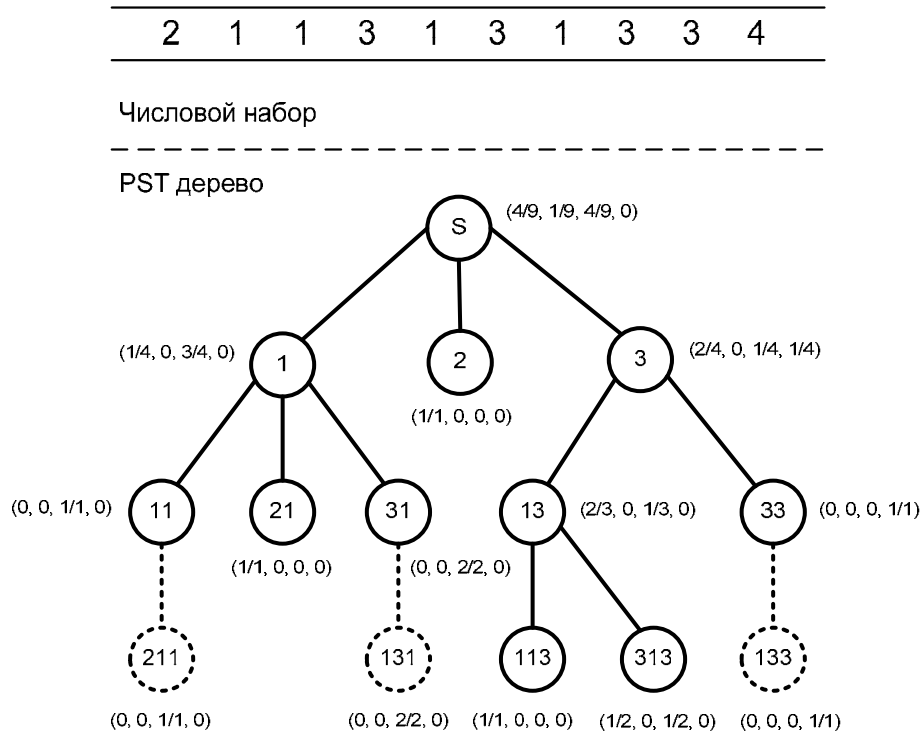 2 1 1 3 1 3 1 3 3 4
Числовой набор
PST дерево
S (4/9, 1/9, 4/9, 0)
(1/4, 0, 3/4, 0) 1 2 3 (2/4, 0, 1/4, 1/4)
(1/1, 0, 0, 0)
(0, 0, 1/1, 0) 11 21 31 13 (2/3, 0, 1/3, 0) 33 (0, 0, 0, 1/1)
(1/1, 0, 0, 0) (0, 0, 2/2, 0)
211 131 113 313 133
(0, 0, 1/1, 0) (0, 0, 2/2, 0) (1/1, 0, 0, 0) (1/2, 0, 1/2, 0) (0, 0, 0, 1/1)